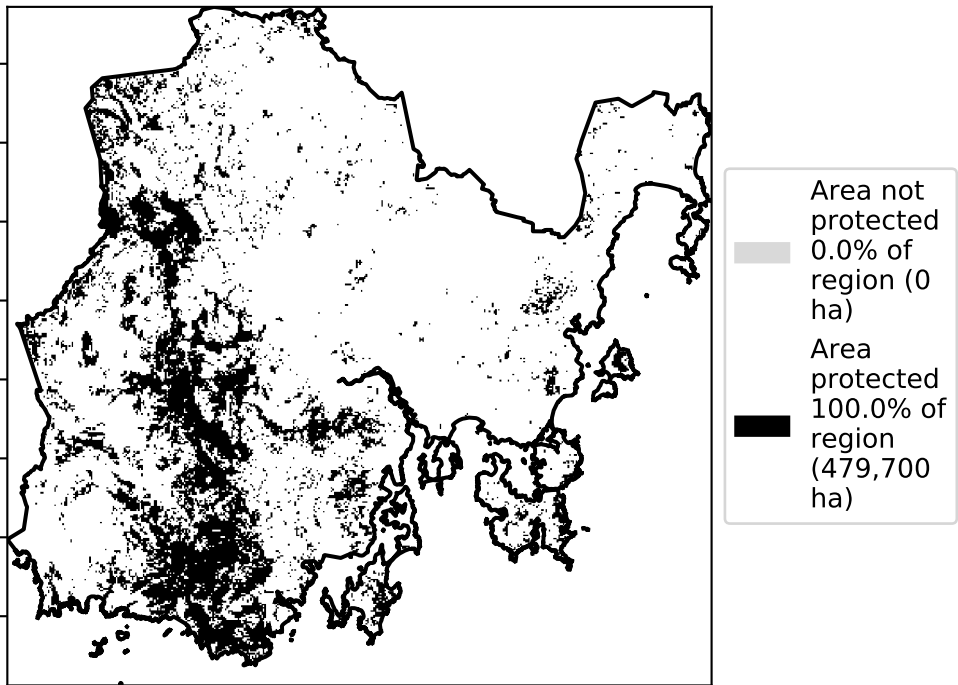 Area not
protected
0.0% of
region (0
ha)
Area
protected
100.0% of
region
(479,700
ha)